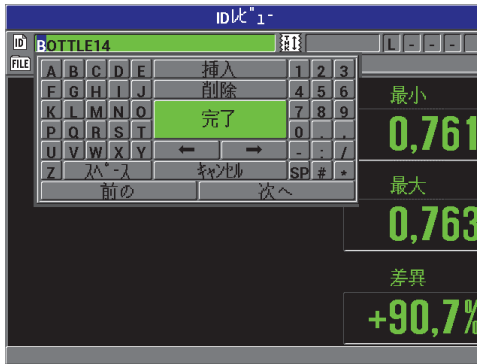 IDﾚﾋﾞｭｰ
ID BOTTLE14 L - - -
FILE
A B C D E 挿入 1 2 3
F G H I J 削除 4 5 6
K L M N O 完了 7 8 9
P Q R S T 0 . ,
U V W X Y ← → - : /
Z ｽﾍﾟｰｽ ｷｬﾝｾﾙ SP # *
前の 次へ
最小
0,761
最大
0,763
差異
+90,7%